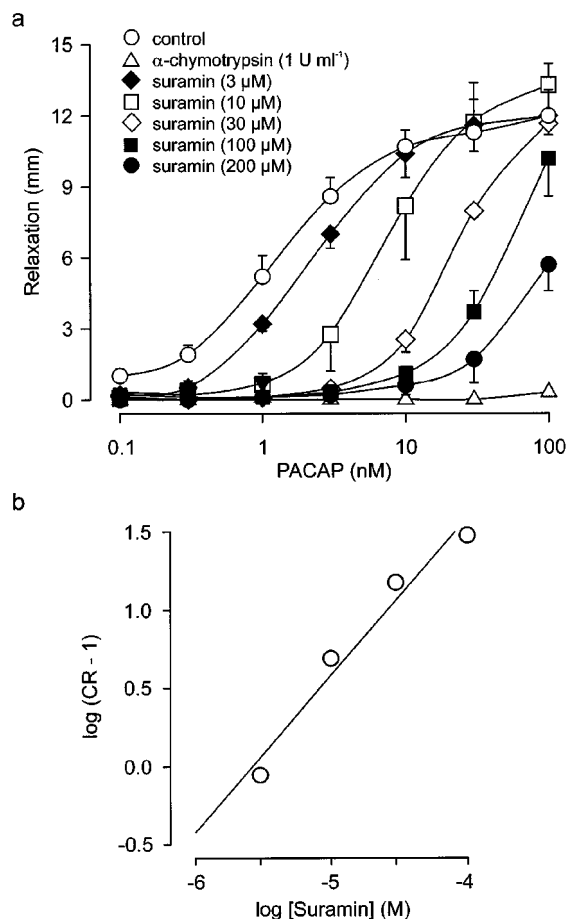 a
control
α-chymotrypsin (1 U ml⁻¹)
suramin (3 µM)
suramin (10 µM)
suramin (30 µM)
suramin (100 µM)
suramin (200 µM)
Relaxation (mm)
15
12
9
6
3
0
0.1 1 10 100
PACAP (nM)
b
log (CR - 1)
1.5
1.0
0.5
0.0
-0.5
-6 -5 -4
log [Suramin] (M)